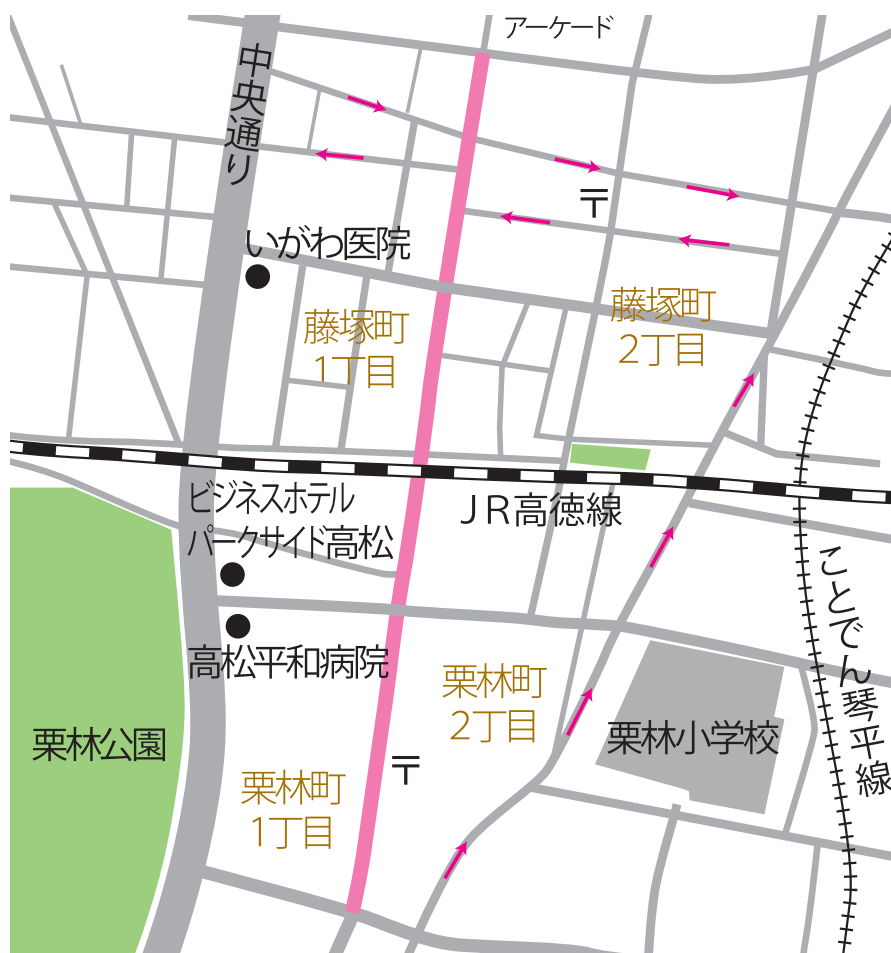 アーケード
中央通り
〒
いがわ医院
藤塚町
1丁目
藤塚町
2丁目
ビジネスホテル
パークサイド高松
JR高徳線
高松平和病院
ことでん琴平線
栗林町
2丁目
栗林小学校
栗林公園
〒
栗林町
1丁目